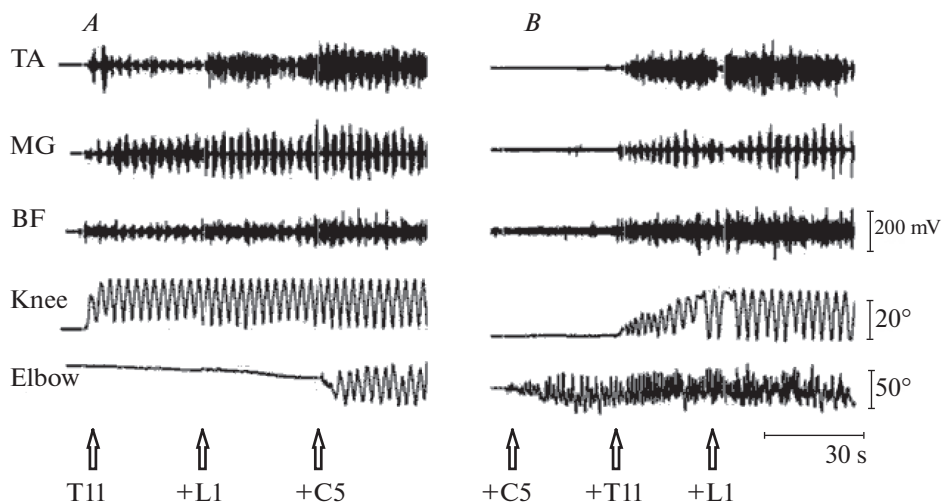 A B
TA
MG
BF
200 mV
Knee
20°
Elbow
50°
T11 +L1 +C5 +C5 +T11 +L1
30 s